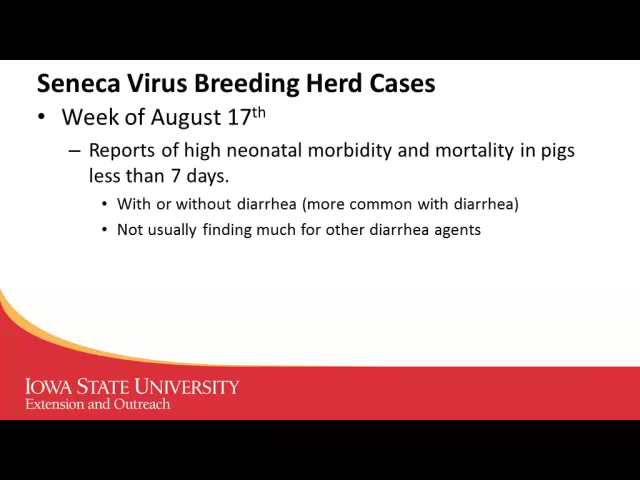 Seneca Virus Breeding Herd Cases
• Week of August 17th
– Reports of high neonatal morbidity and mortality in pigs
less than 7 days.
• With or without diarrhea (more common with diarrhea)
• Not usually finding much for other diarrhea agents
IOWA STATE UNIVERSITY
Extension and Outreach